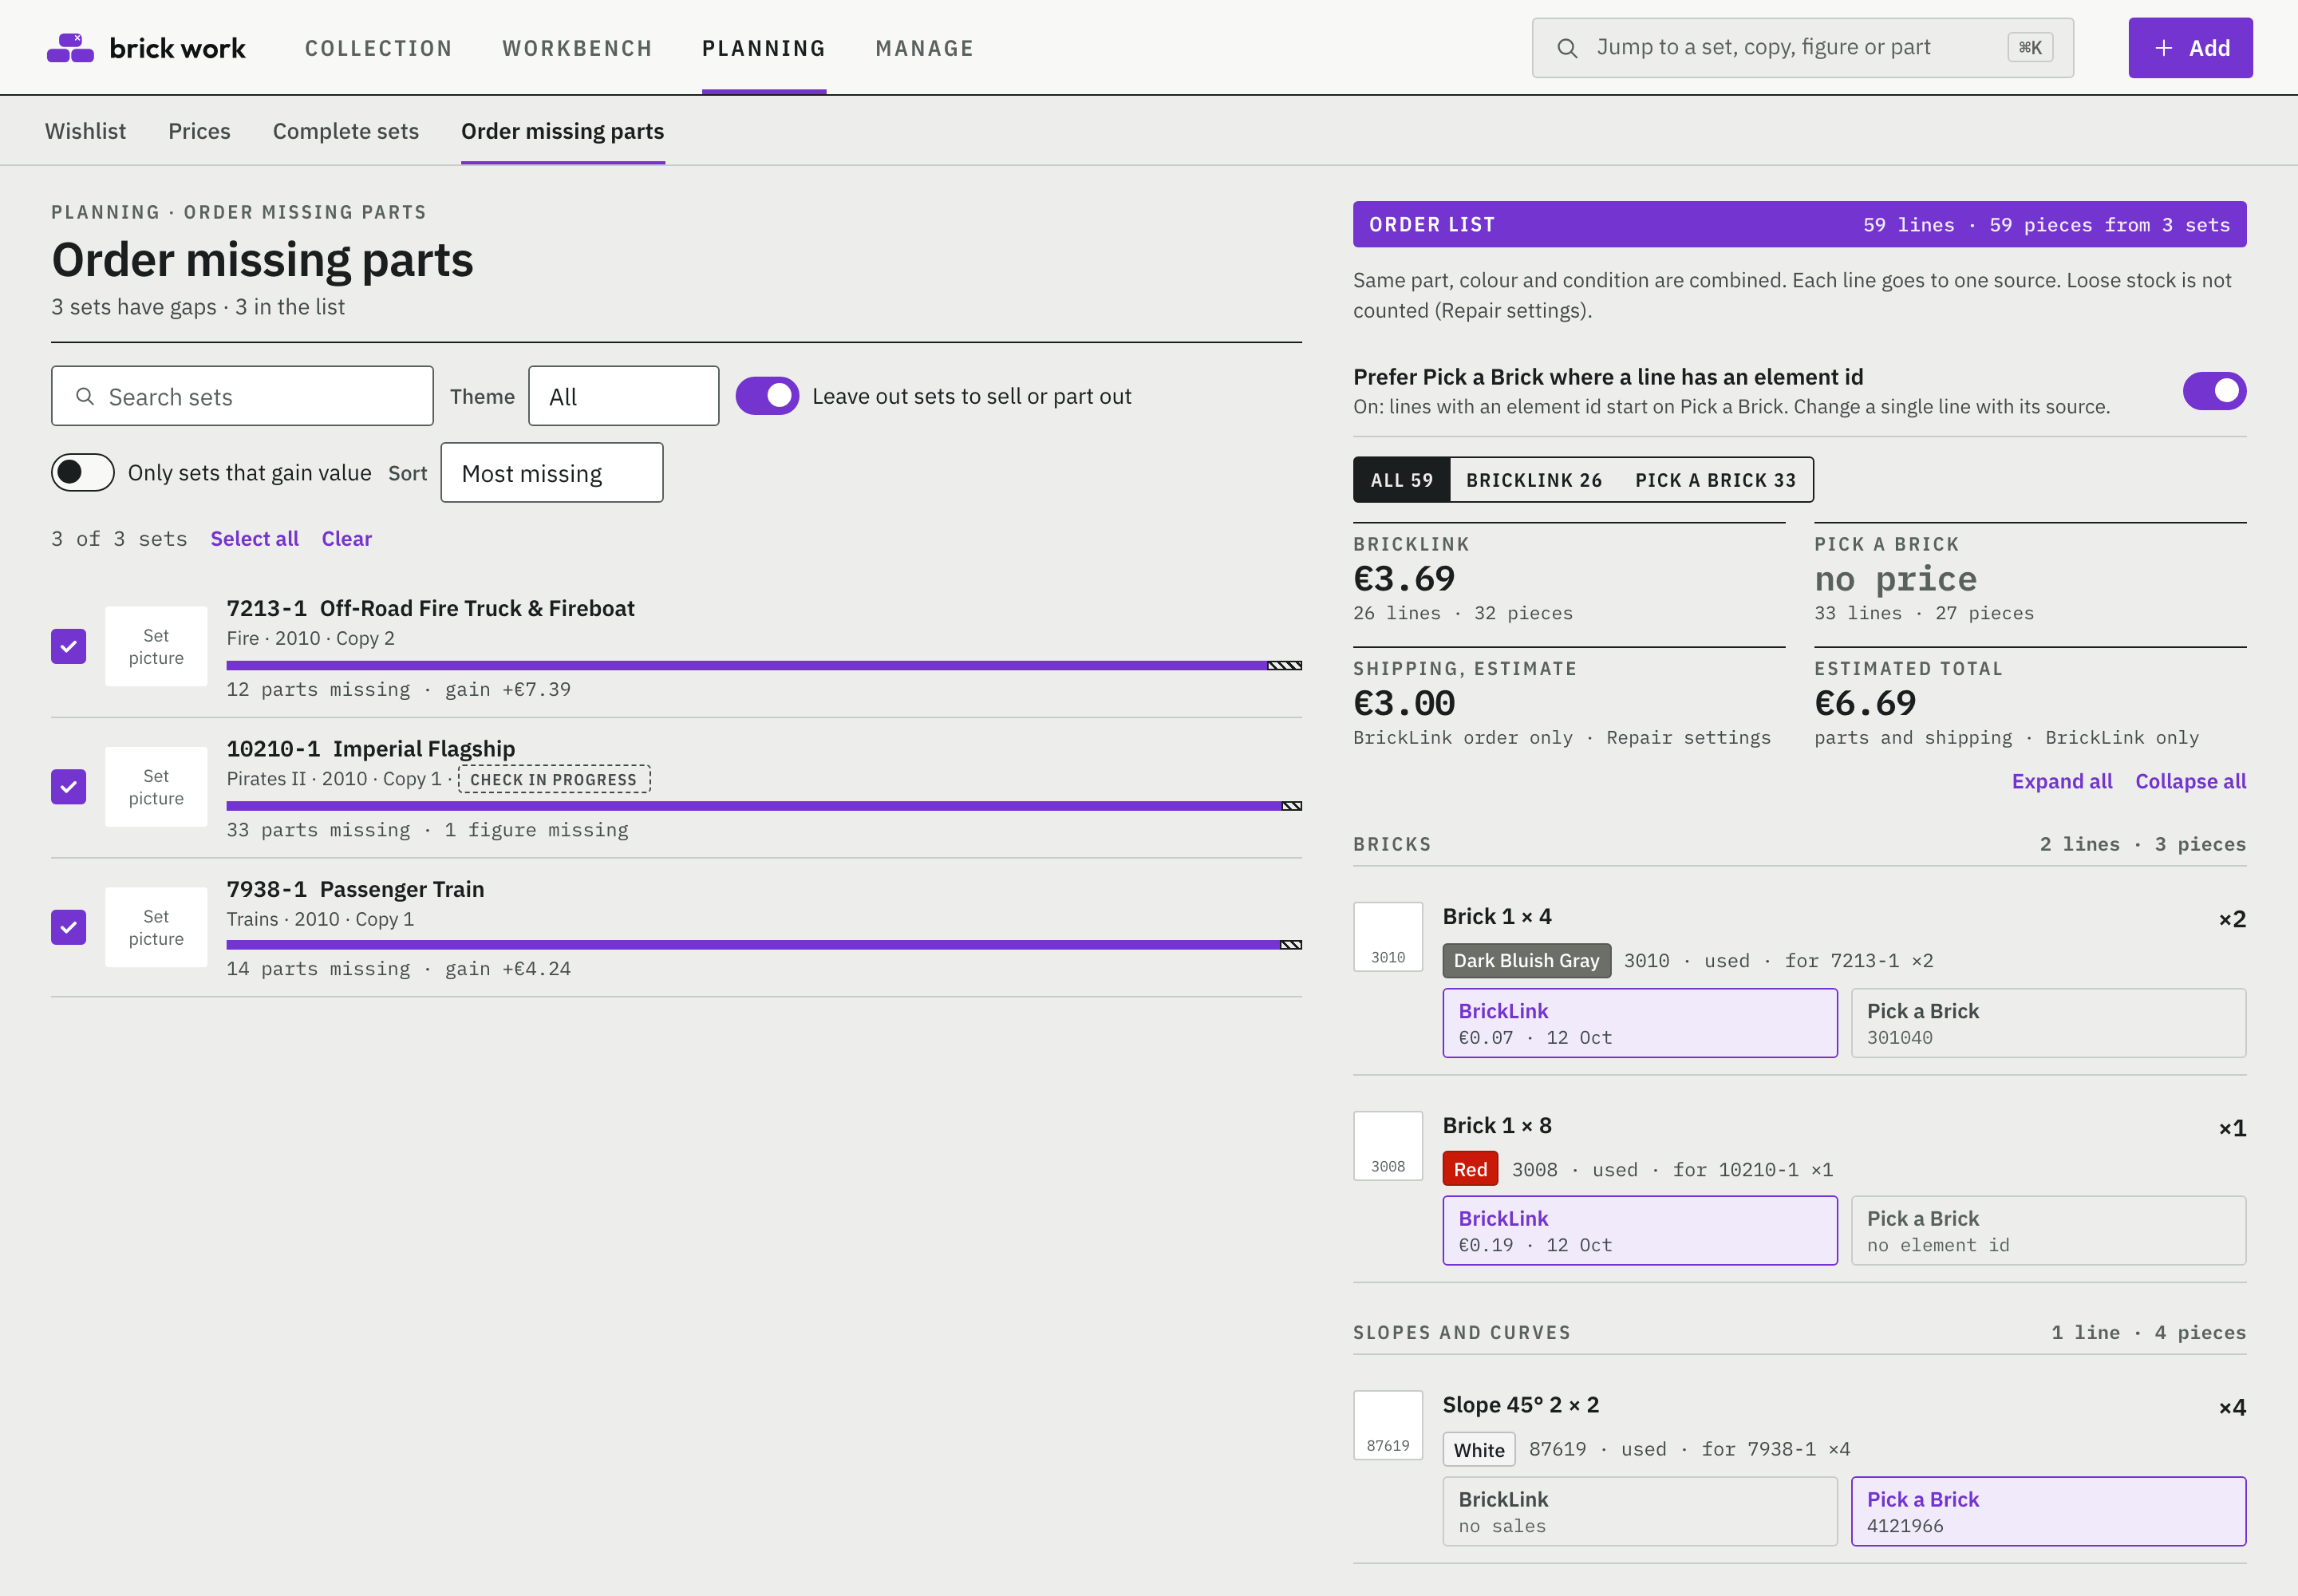 brick work
COLLECTION
WORKBENCH
PLANNING
MANAGE
Jump to a set, copy, figure or part
⌘K
+ Add
Wishlist
Prices
Complete sets
Order missing parts
PLANNING · ORDER MISSING PARTS
Order missing parts
3 sets have gaps · 3 in the list
Search sets
Theme
All
Leave out sets to sell or part out
Only sets that gain value
Sort
Most missing
3 of 3 sets
Select all
Clear
Set
picture
7213-1 Off-Road Fire Truck & Fireboat
Fire · 2010 · Copy 2
12 parts missing · gain +€7.39
Set
picture
10210-1 Imperial Flagship
Pirates II · 2010 · Copy 1 · CHECK IN PROGRESS
33 parts missing · 1 figure missing
Set
picture
7938-1 Passenger Train
Trains · 2010 · Copy 1
14 parts missing · gain +€4.24
ORDER LIST
59 lines · 59 pieces from 3 sets
Same part, colour and condition are combined. Each line goes to one source. Loose stock is not
counted (Repair settings).
Prefer Pick a Brick where a line has an element id
On: lines with an element id start on Pick a Brick. Change a single line with its source.
ALL 59
BRICKLINK 26
PICK A BRICK 33
BRICKLINK
€3.69
26 lines · 32 pieces
PICK A BRICK
no price
33 lines · 27 pieces
SHIPPING, ESTIMATE
€3.00
BrickLink order only · Repair settings
ESTIMATED TOTAL
€6.69
parts and shipping · BrickLink only
Expand all
Collapse all
BRICKS
2 lines · 3 pieces
3010
Brick 1 × 4
×2
Dark Bluish Gray 3010 · used · for 7213-1 ×2
BrickLink
€0.07 · 12 Oct
Pick a Brick
301040
3008
Brick 1 × 8
×1
Red 3008 · used · for 10210-1 ×1
BrickLink
€0.19 · 12 Oct
Pick a Brick
no element id
SLOPES AND CURVES
1 line · 4 pieces
87619
Slope 45° 2 × 2
×4
White 87619 · used · for 7938-1 ×4
BrickLink
no sales
Pick a Brick
4121966